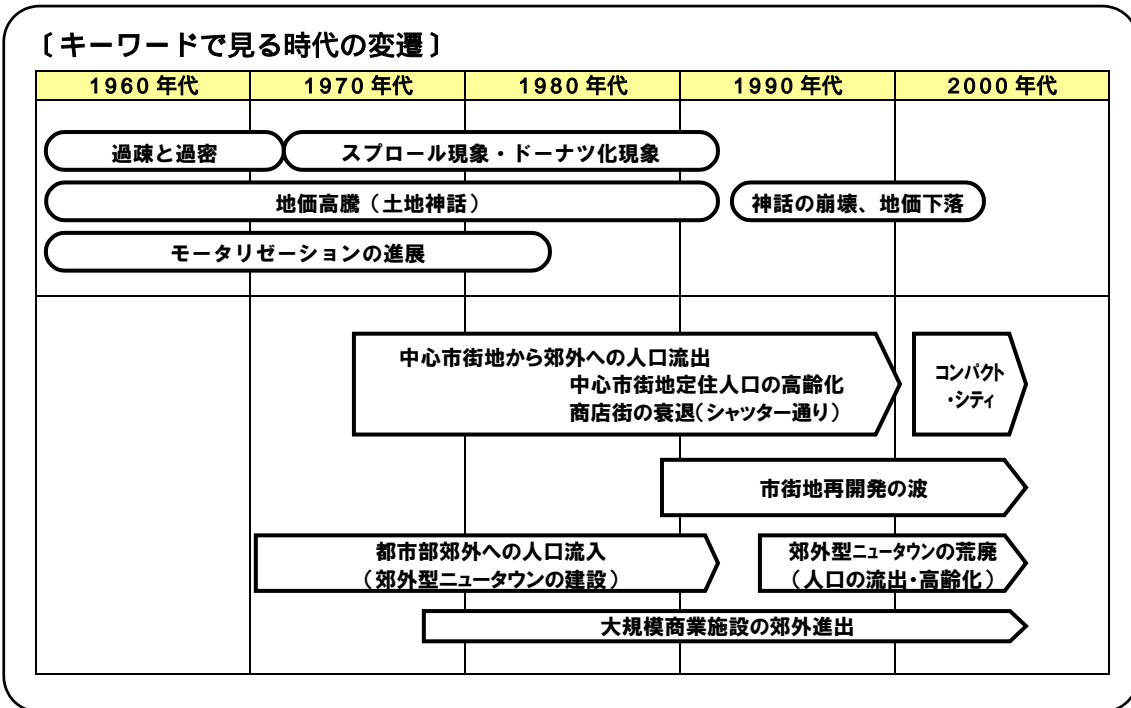 〔キーワードで見る時代の変遷〕
1960年代
1970年代
1980年代
1990年代
2000年代
過疎と過密
スプロール現象・ドーナツ化現象
地価高騰（土地神話）
神話の崩壊、地価下落
モータリゼーションの進展
中心市街地から郊外への人口流出
中心市街地定住人口の高齢化
商店街の衰退（シャッター通り）
コンパクト
・シティ
市街地再開発の波
都市部郊外への人口流入
（郊外型ニュータウンの建設）
郊外型ニュータウンの荒廃
（人口の流出・高齢化）
大規模商業施設の郊外進出